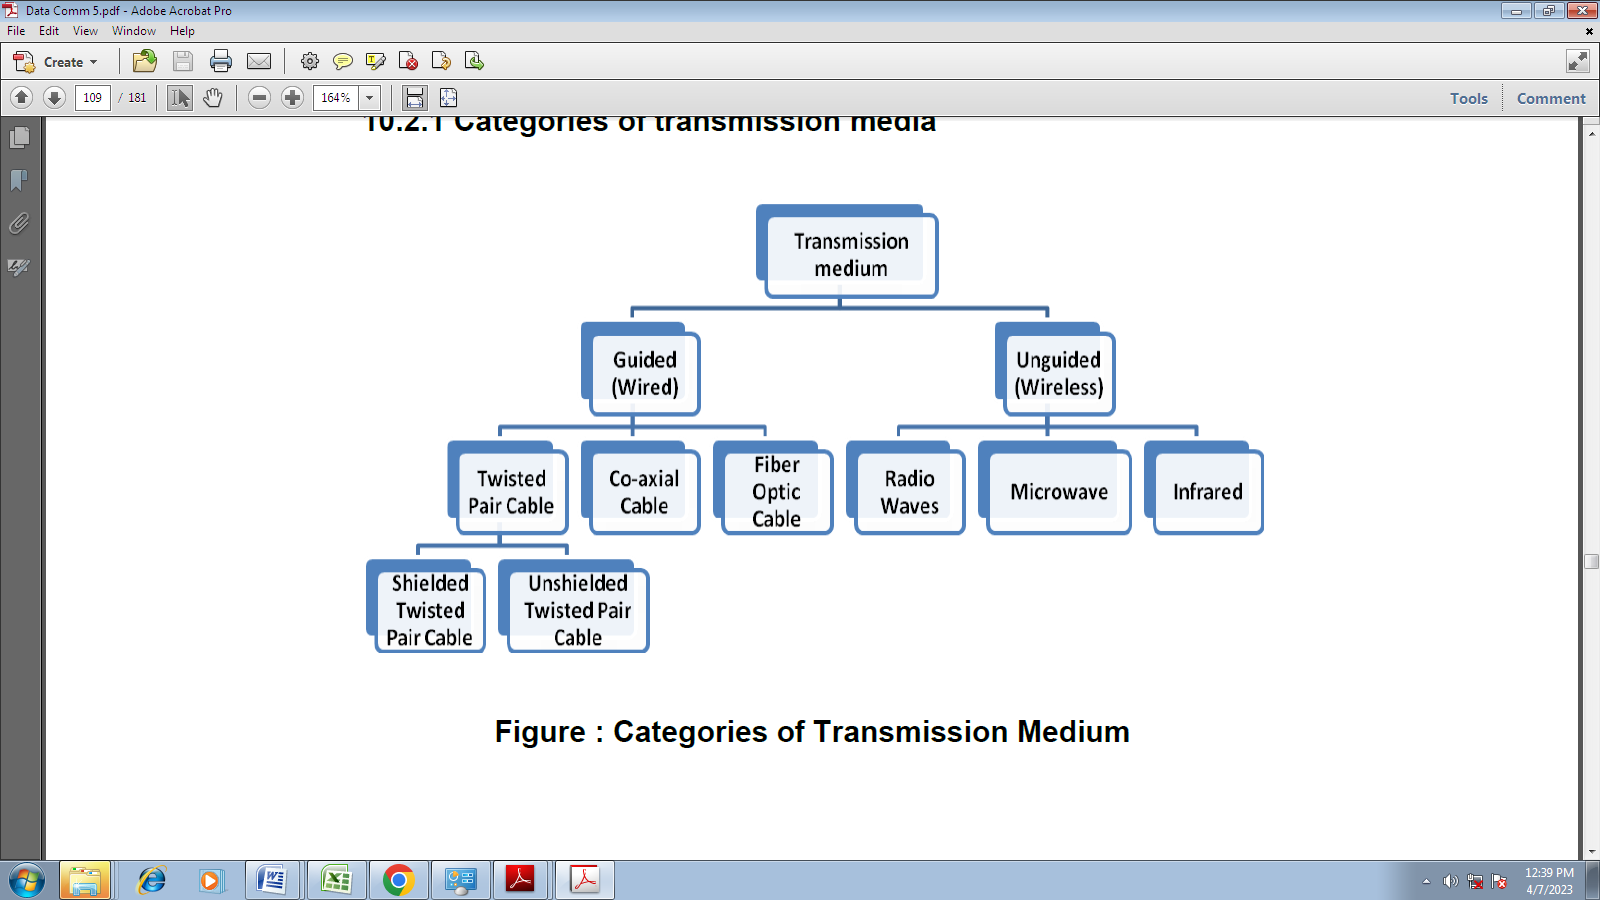 Data Comm 5.pdf - Adobe Acrobat Pro
File Edit View Window Help
Create
109 / 181 164% Tools Comment
10.2.1 Categories of transmission media
Transmission
medium
Guided
(Wired)
Unguided
(Wireless)
Twisted
Pair Cable
Co-axial
Cable
Fiber
Optic
Cable
Radio
Waves
Microwave
Infrared
Shielded
Twisted
Pair Cable
Unshielded
Twisted Pair
Cable
Figure : Categories of Transmission Medium
12:39 PM
4/7/2023